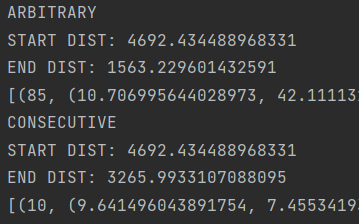 ARBITRARY
START DIST: 4692.434488968331
END DIST: 1563.229601432591
[(85, (10.706995644028973, 42.11113
CONSECUTIVE
START DIST: 4692.434488968331
END DIST: 3265.9933107088095
[(10, (9.641496043891754, 7.4553419